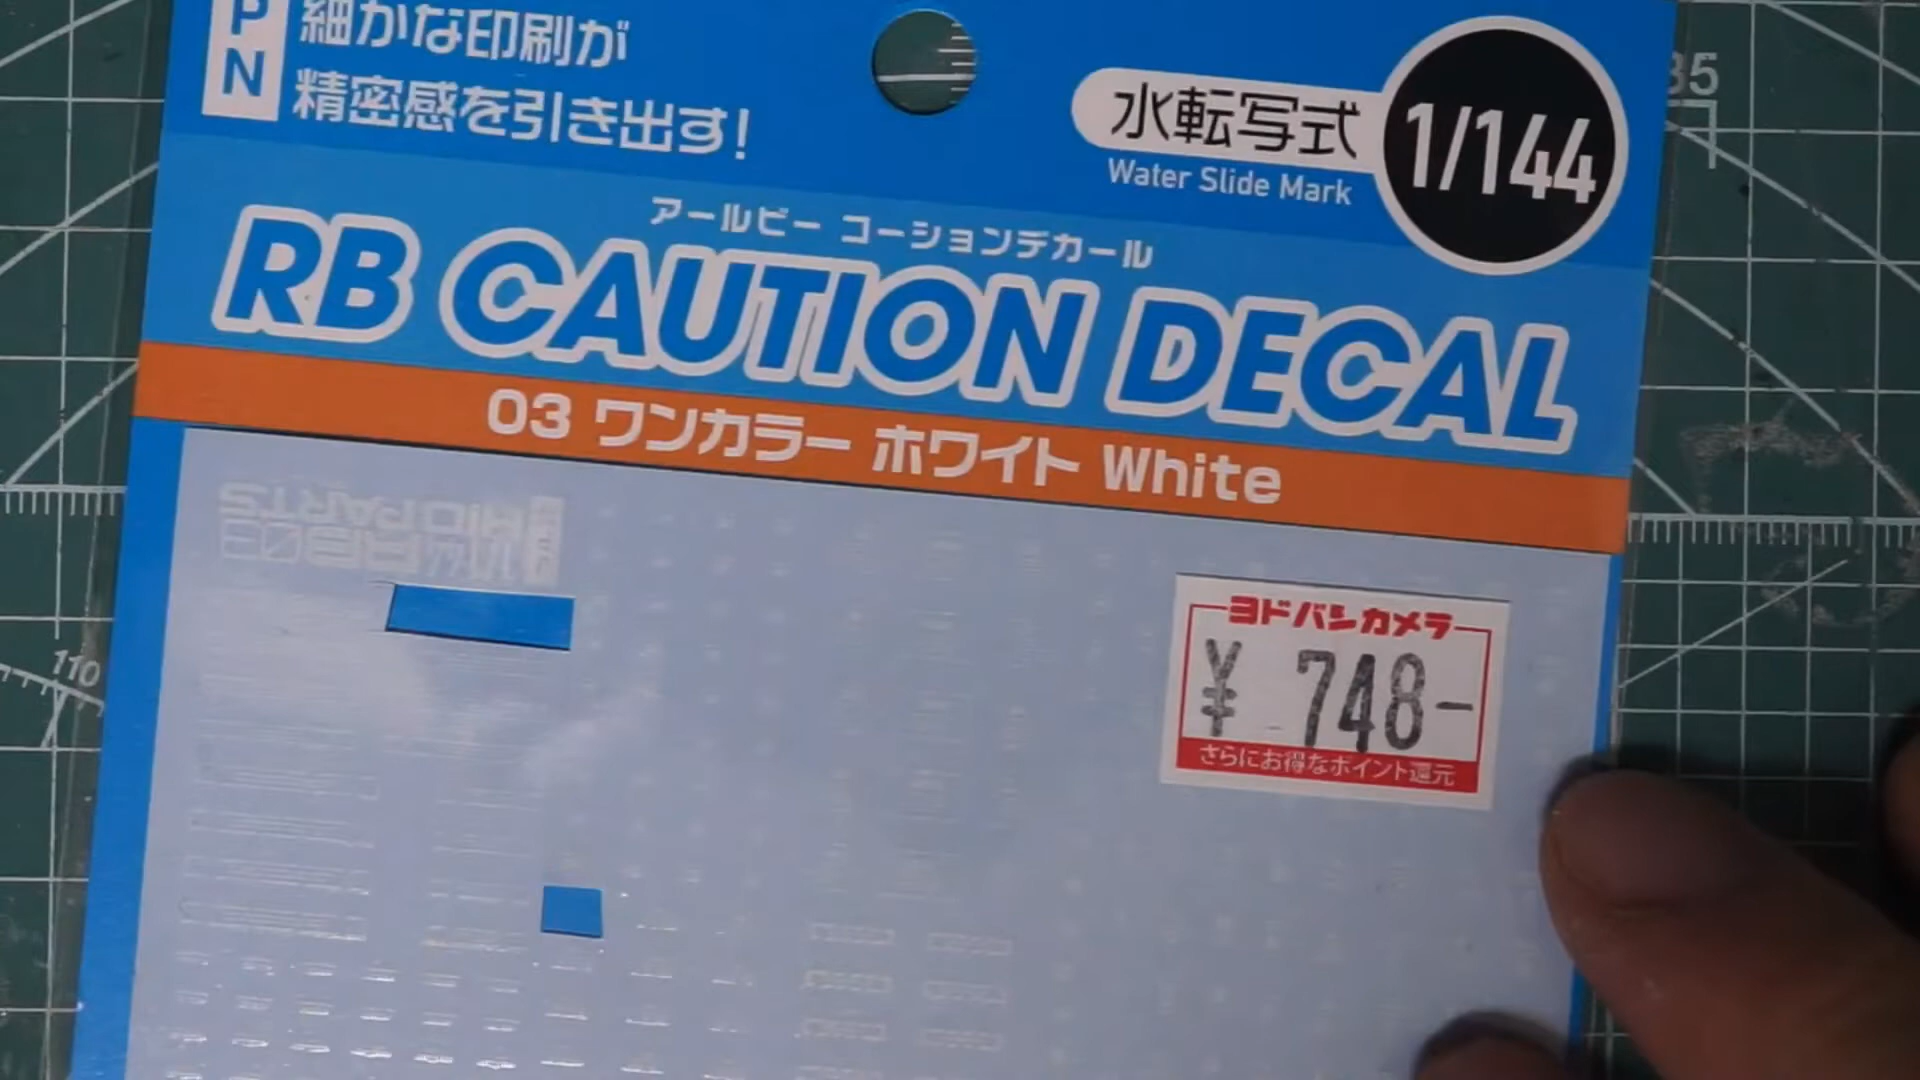 PN 細かな印刷が
精密感を引き出す!
水転写式
Water Slide Mark
1/144
アールビー コーションデカール
RB CAUTION DECAL
03 ワンカラー ホワイト White
HIQPARTS
ヨドバシカメラ
¥ 748-
さらにお得なポイント還元
110